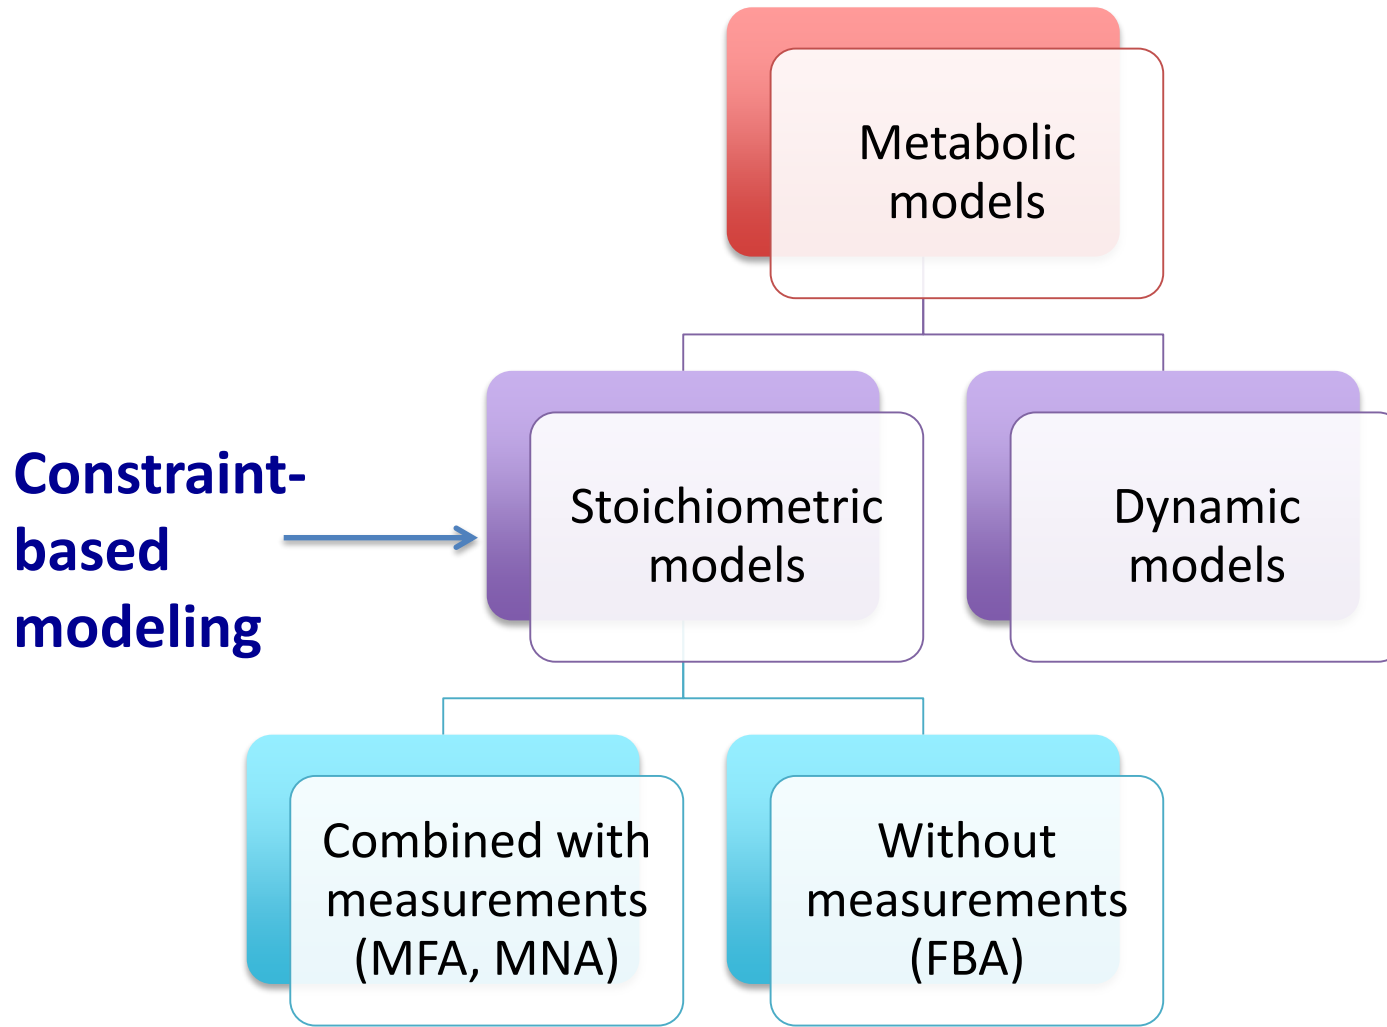 Metabolic
models
Constraint-
based
modeling
Stoichiometric
models
Dynamic
models
Combined with
measurements
(MFA, MNA)
Without
measurements
(FBA)